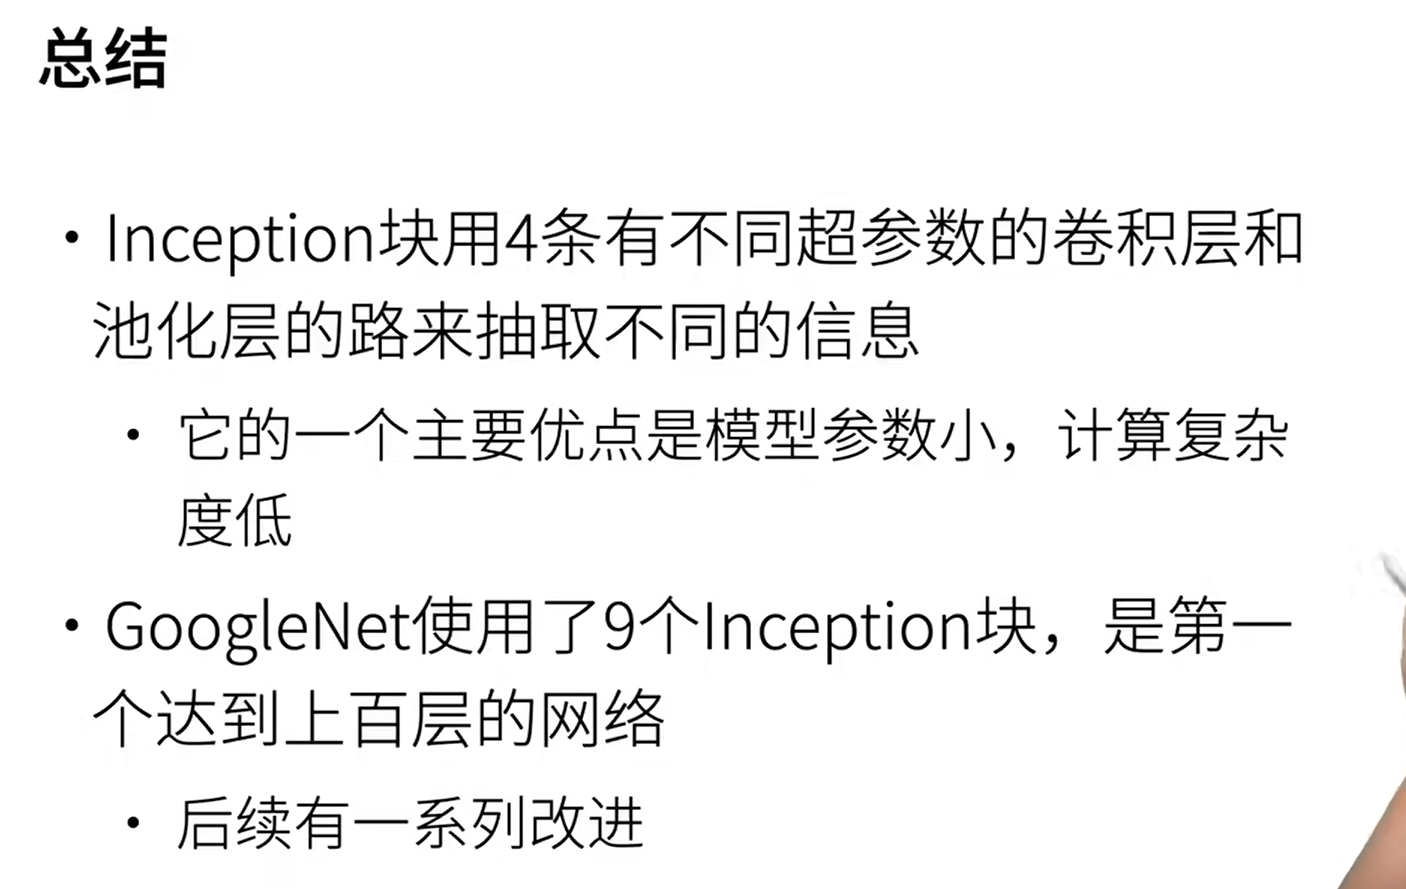 总结
• Inception块用4条有不同超参数的卷积层和
池化层的路来抽取不同的信息
• 它的一个主要优点是模型参数小，计算复杂
度低
• GoogleNet使用了9个Inception块，是第一
个达到上百层的网络
• 后续有一系列改进